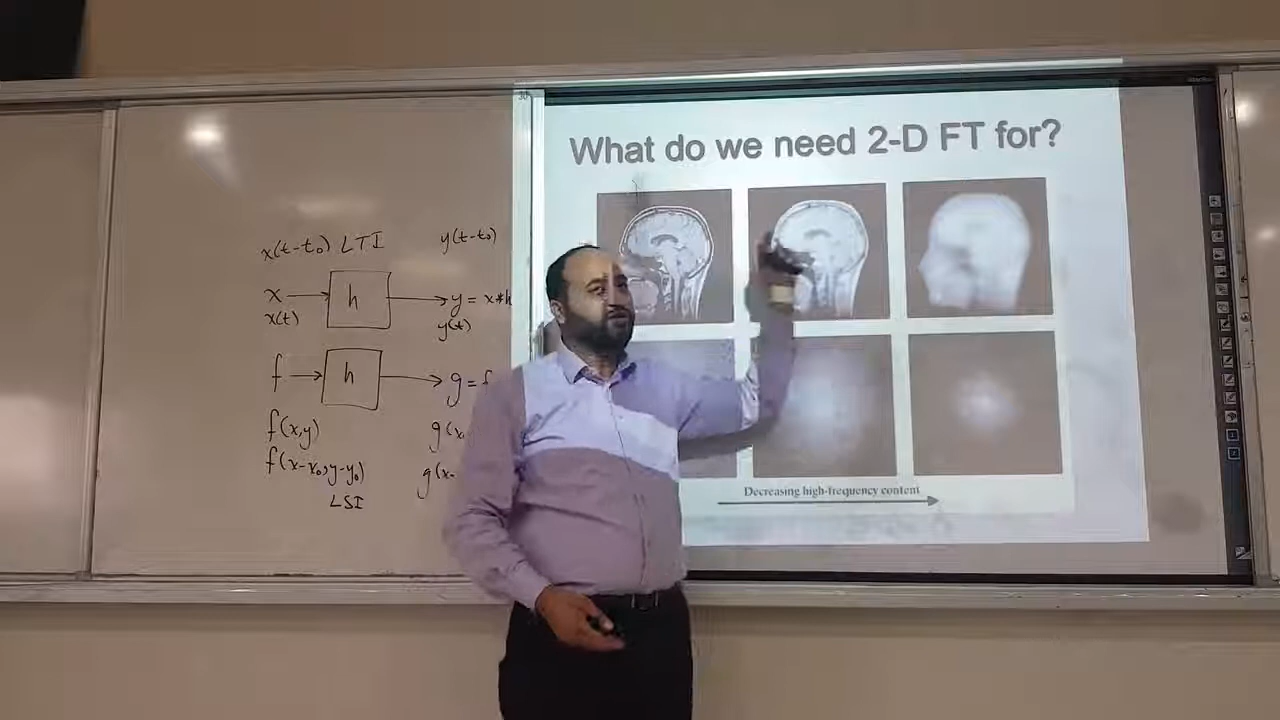 What do we need 2-D FT for?
x(t-t₀) LTI y(t-t₀)
x → h → y = x*h
x(t) y(t)
f → h → g = f
f(x,y) g(x,
f(x-x₀,y-y₀) g(x-
LSI
Decreasing high-frequency content